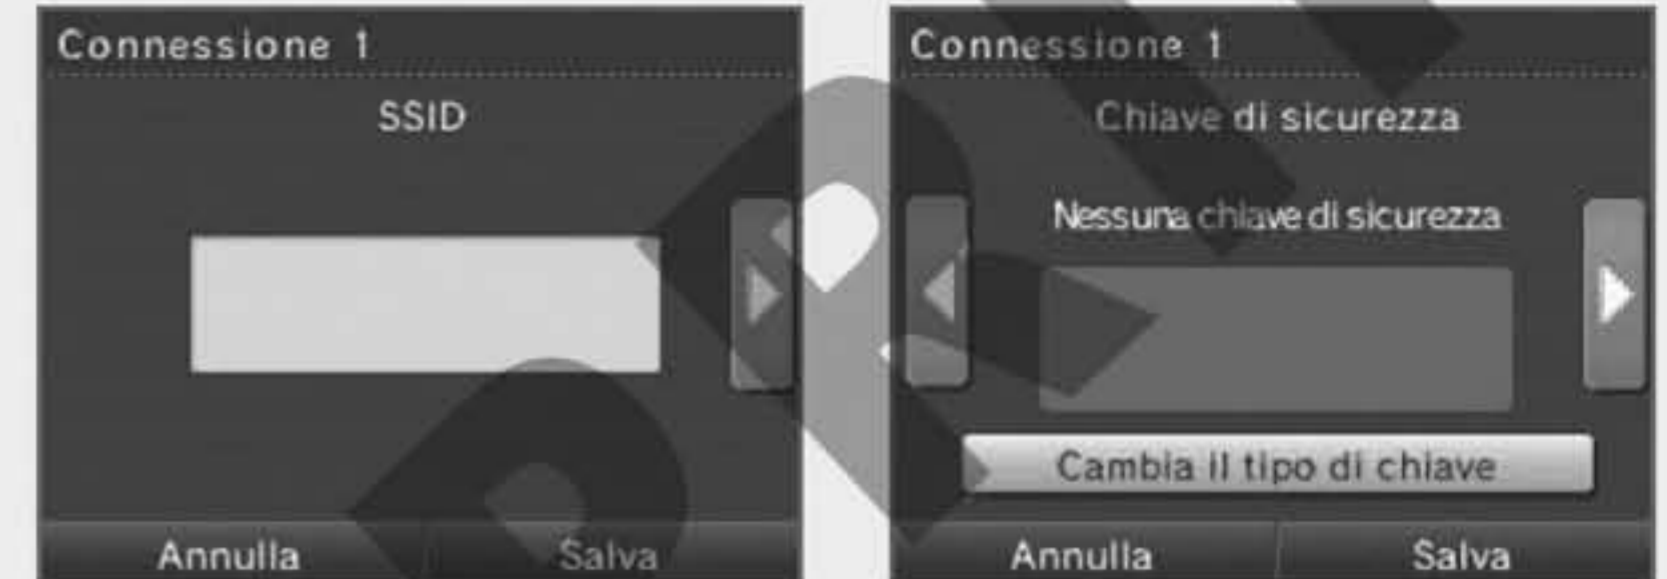 Connessione 1
SSID
Annulla
Salva
Connessione 1
Chiave di sicurezza
Nessuna chiave di sicurezza
Cambia il tipo di chiave
Annulla
Salva